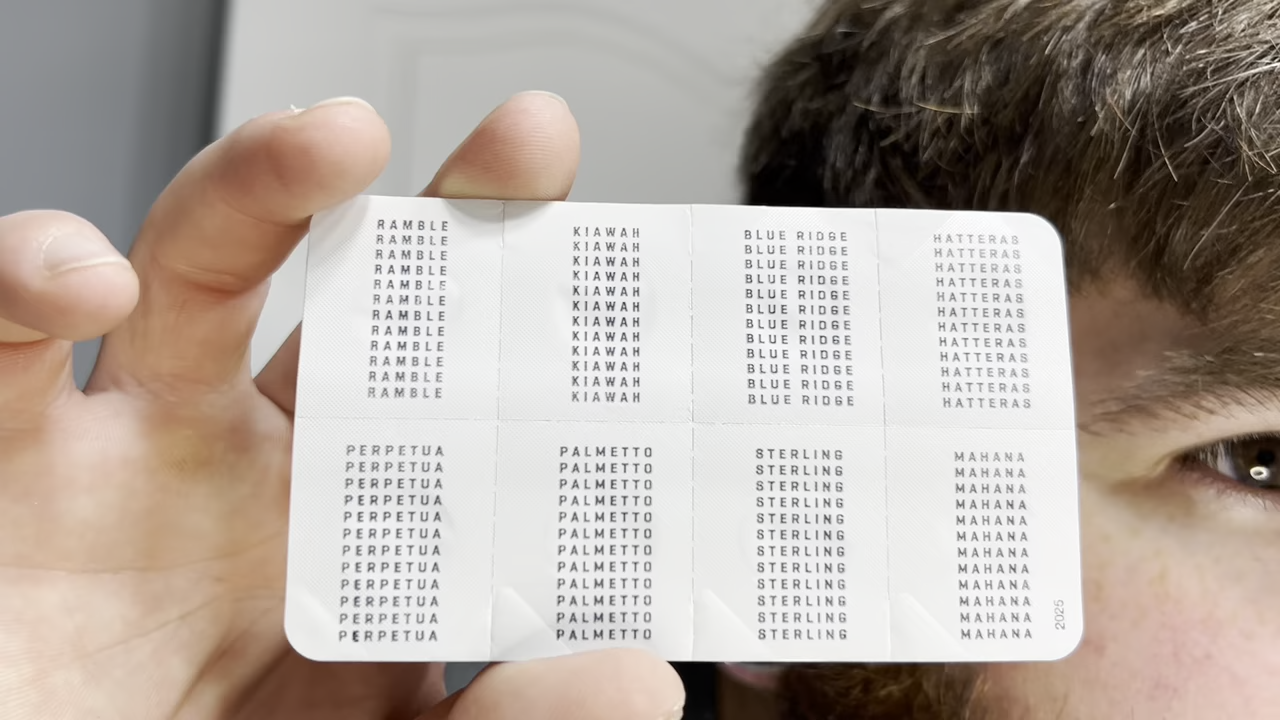 RAMBLE
RAMBLE
RAMBLE
RAMBLE
RAMBLE
RAMBLE
RAMBLE
RAMBLE
RAMBLE
RAMBLE
RAMBLE
RAMBLE
KIAWAH
KIAWAH
KIAWAH
KIAWAH
KIAWAH
KIAWAH
KIAWAH
KIAWAH
KIAWAH
KIAWAH
KIAWAH
KIAWAH
BLUE RIDGE
BLUE RIDGE
BLUE RIDGE
BLUE RIDGE
BLUE RIDGE
BLUE RIDGE
BLUE RIDGE
BLUE RIDGE
BLUE RIDGE
BLUE RIDGE
BLUE RIDGE
BLUE RIDGE
HATTERAS
HATTERAS
HATTERAS
HATTERAS
HATTERAS
HATTERAS
HATTERAS
HATTERAS
HATTERAS
HATTERAS
HATTERAS
HATTERAS
PERPETUA
PERPETUA
PERPETUA
PERPETUA
PERPETUA
PERPETUA
PERPETUA
PERPETUA
PERPETUA
PERPETUA
PERPETUA
PERPETUA
PALMETTO
PALMETTO
PALMETTO
PALMETTO
PALMETTO
PALMETTO
PALMETTO
PALMETTO
PALMETTO
PALMETTO
PALMETTO
PALMETTO
STERLING
STERLING
STERLING
STERLING
STERLING
STERLING
STERLING
STERLING
STERLING
STERLING
STERLING
STERLING
MAHANA
MAHANA
MAHANA
MAHANA
MAHANA
MAHANA
MAHANA
MAHANA
MAHANA
MAHANA
MAHANA
MAHANA
2025